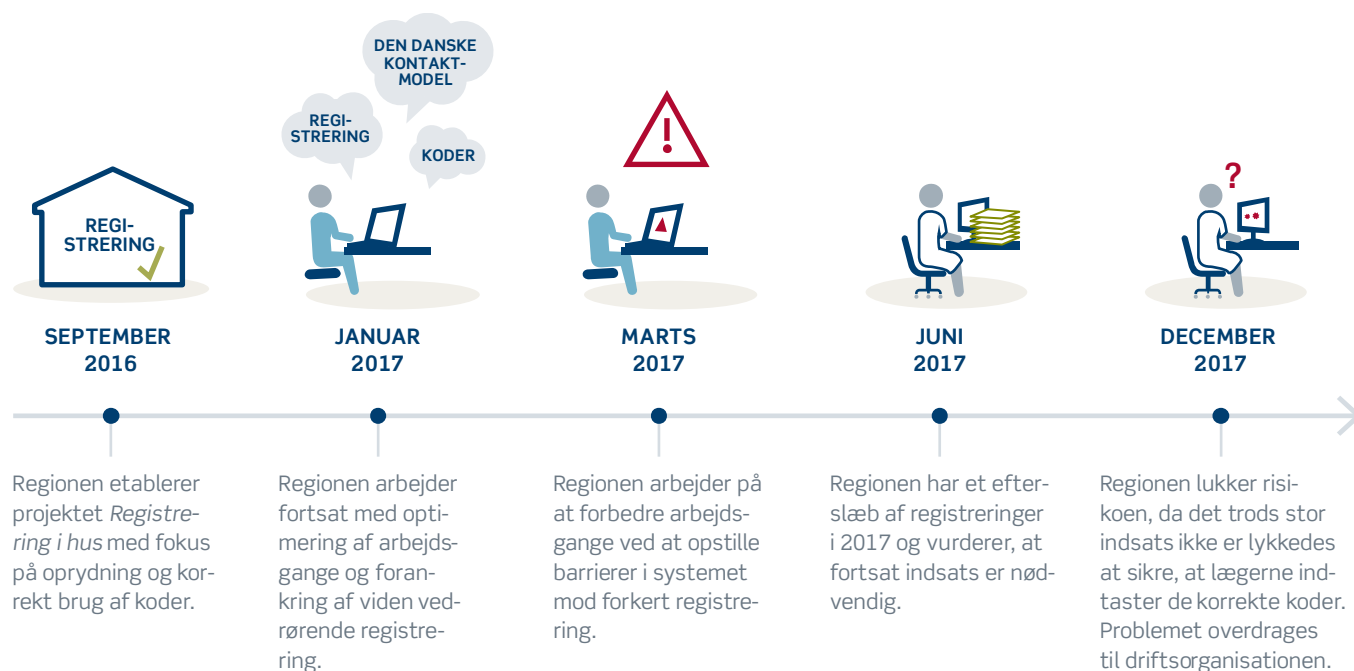 DEN DANSKE
KONTAKT-
MODEL
REGI-
STRERING
KODER
!
?
REGI-
STRERING
SEPTEMBER
2016
JANUAR
2017
MARTS
2017
JUNI
2017
DECEMBER
2017
Regionen etablerer
projektet Registre-
ring i hus med fokus
på oprydning og kor-
rekt brug af koder.
Regionen arbejder
fortsat med opti-
mering af arbejds-
gange og foran-
kring af viden ved-
rørende registre-
ring.
Regionen arbejder på
at forbedre arbejds-
gange ved at opstille
barrierer i systemet
mod forkert registre-
ring.
Regionen har et efter-
slæb af registreringer
i 2017 og vurderer, at
fortsat indsats er nød-
vendig.
Regionen lukker risi-
koen, da det trods stor
indsats ikke er lykkedes
at sikre, at lægerne ind-
taster de korrekte koder.
Problemet overdrages
til driftsorganisationen.